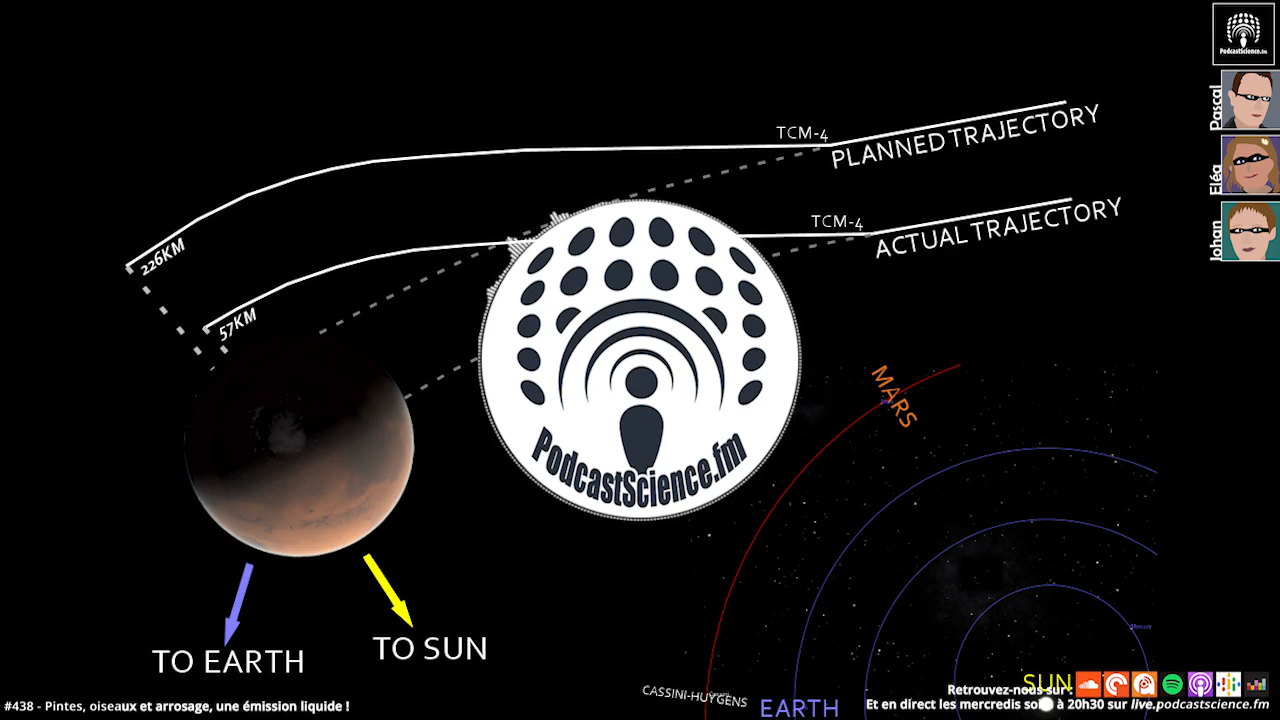 PodcastScience.fm
Pascal
Eléa
Johan
TCM-4
PLANNED TRAJECTORY
TCM-4
ACTUAL TRAJECTORY
226KM
57KM
PodcastScience.fm
MARS
Mercury
TO EARTH
TO SUN
CASSINI-HUYGENS
EARTH
SUN
Retrouvez-nous sur :
#438 - Pintes, oiseaux et arrosage, une émission liquide !
Et en direct les mercredis soirs à 20h30 sur live.podcastscience.fm